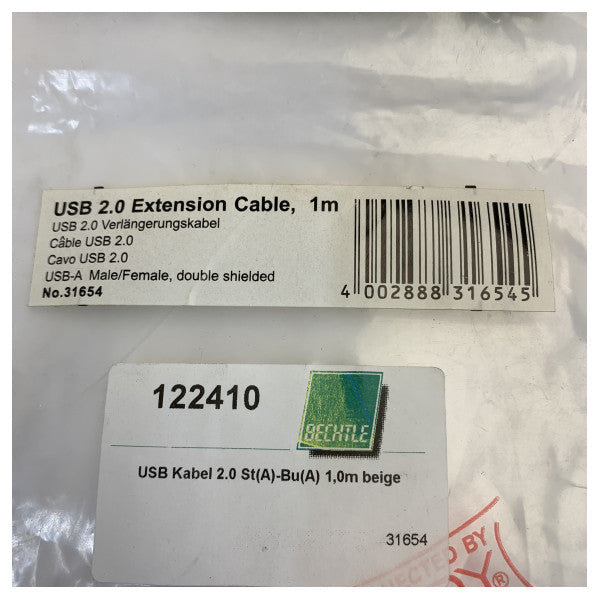 USB 2.0 Extension Cable, 1m
USB 2.0 Verlängerungskabel
Câble USB 2.0
Cavo USB 2.0
USB-A Male/Female, double shielded
No.31654
4 002888 316545
122410
BECHTLE
USB Kabel 2.0 St(A)-Bu(A) 1,0m beige
31654
BY
®